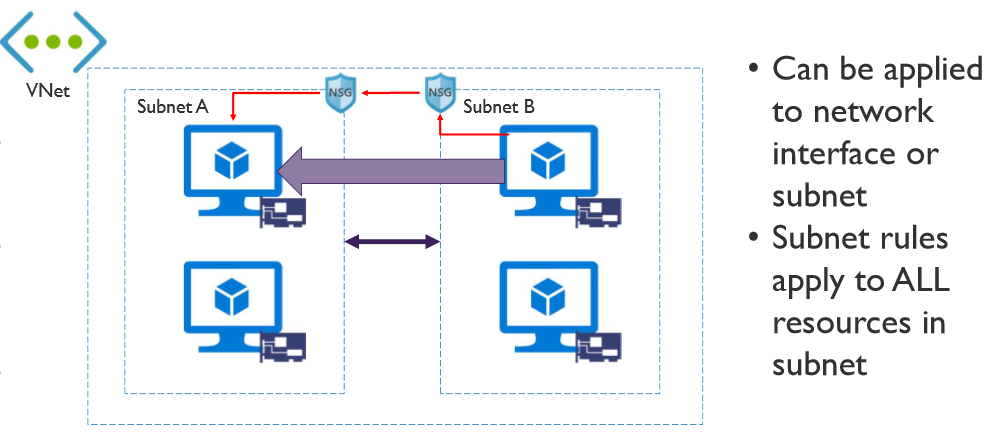 VNet
Subnet A
NSG
NSG
Subnet B
• Can be applied
to network
interface or
subnet
• Subnet rules
apply to ALL
resources in
subnet